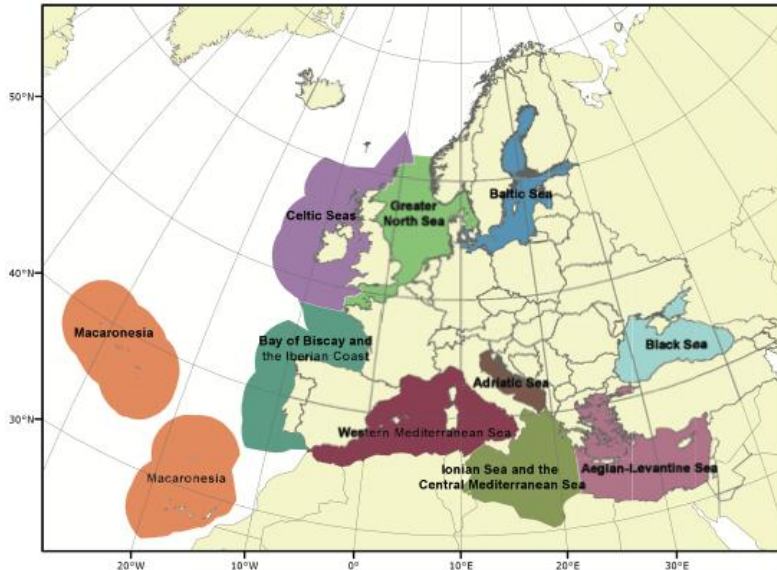 50°N
40°N
30°N
Celtic Seas
Greater
North Sea
Baltic Sea
Macaronesia
Bay of Biscay and
the Iberian Coast
Black Sea
Adriatic Sea
Western Mediterranean Sea
Macaronesia
Ionian Sea and the
Central Mediterranean Sea
Aegian-Levantine Sea
20°W
10°W
0°
10°E
20°E
30°E